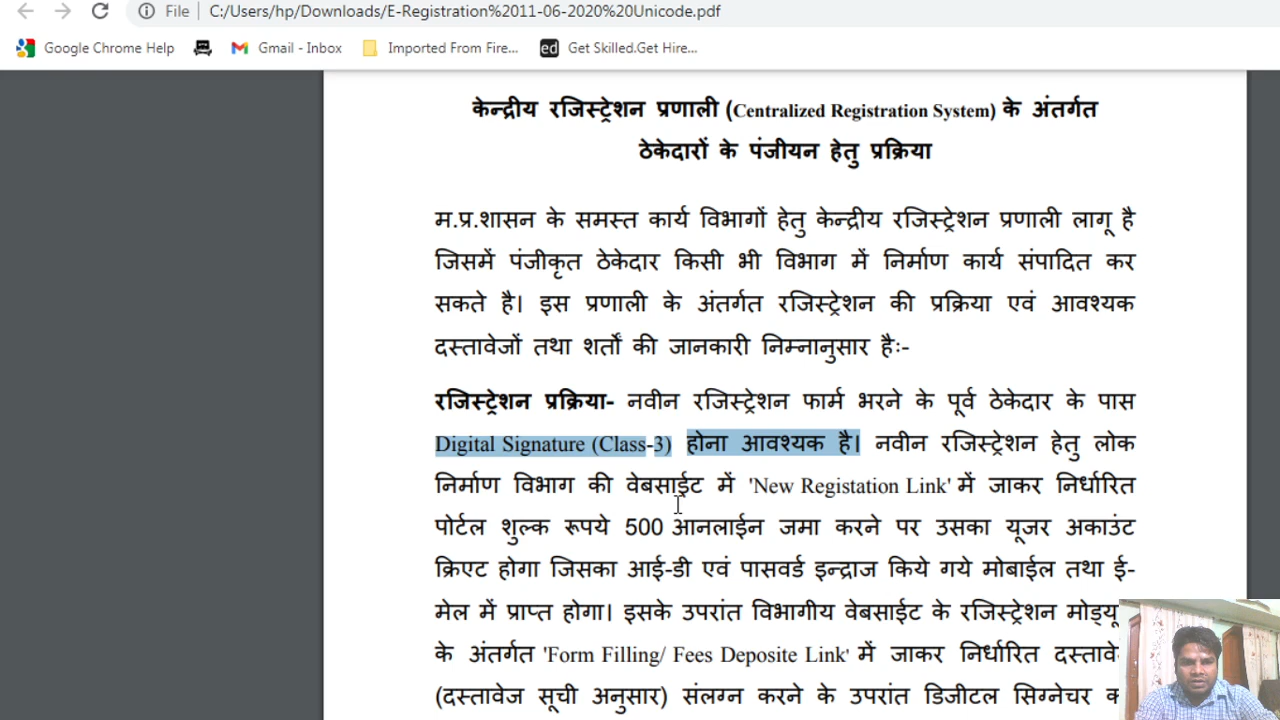 File C:/Users/hp/Downloads/E-Registration%2011-06-2020%20Unicode.pdf
Google Chrome Help Gmail - Inbox Imported From Fire... ed Get Skilled.Get Hire...
केन्द्रीय रजिस्ट्रेशन प्रणाली (Centralized Registration System) के अंतर्गत
ठेकेदारों के पंजीयन हेतु प्रक्रिया
म.प्र.शासन के समस्त कार्य विभागों हेतु केन्द्रीय रजिस्ट्रेशन प्रणाली लागू है
जिसमें पंजीकृत ठेकेदार किसी भी विभाग में निर्माण कार्य संपादित कर
सकते है। इस प्रणाली के अंतर्गत रजिस्ट्रेशन की प्रक्रिया एवं आवश्यक
दस्तावेजों तथा शर्तों की जानकारी निम्नानुसार हैः-
रजिस्ट्रेशन प्रक्रिया- नवीन रजिस्ट्रेशन फार्म भरने के पूर्व ठेकेदार के पास
Digital Signature (Class-3) होना आवश्यक है। नवीन रजिस्ट्रेशन हेतु लोक
निर्माण विभाग की वेबसाईट में 'New Registation Link' में जाकर निर्धारित
पोर्टल शुल्क रूपये 500 आनलाईन जमा करने पर उसका यूजर अकाउंट
क्रिएट होगा जिसका आई-डी एवं पासवर्ड इन्द्राज किये गये मोबाईल तथा ई-
मेल में प्राप्त होगा। इसके उपरांत विभागीय वेबसाईट के रजिस्ट्रेशन
के अंतर्गत 'Form Filling/ Fees Deposite Link' में जाकर निर्धारित
(दस्तावेज सूची अनुसार) संलग्न करने के उपरांत डिजीटल सिग्नेचर